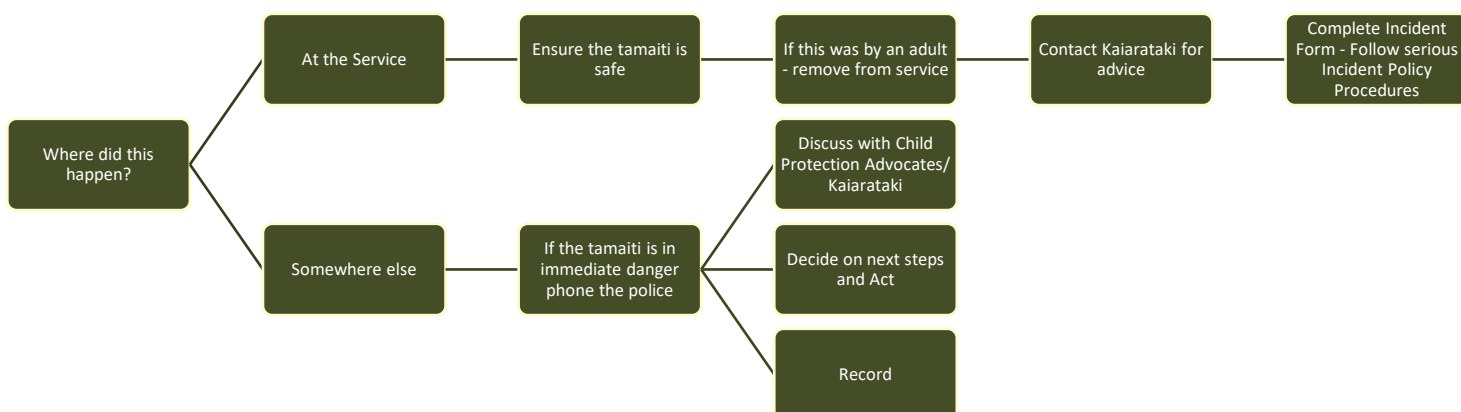 At the Service
Ensure the tamaiti is
safe
If this was by an adult
- remove from service
Contact Kaiarataki for
advice
Complete Incident
Form - Follow serious
Incident Policy
Procedures
Where did this
happen?
Somewhere else
If the tamaiti is in
immediate danger
phone the police
Discuss with Child
Protection Advocates/
Kaiarataki
Decide on next steps
and Act
Record